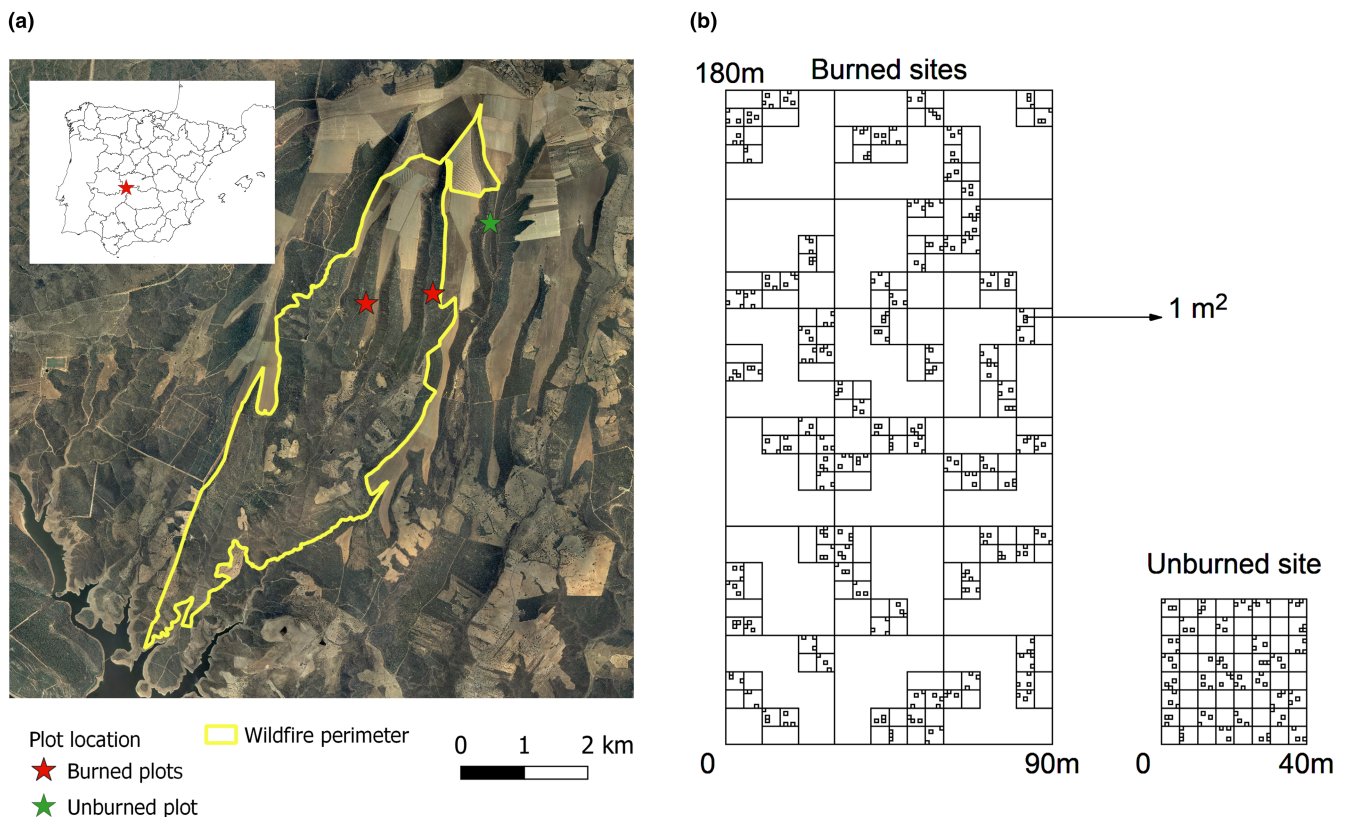 (a)
Plot location
Burned plots
Unburned plot
Wildfire perimeter
0 1 2 km
(b)
180m
Burned sites
1 m²
0
90m
Unburned site
0
40m